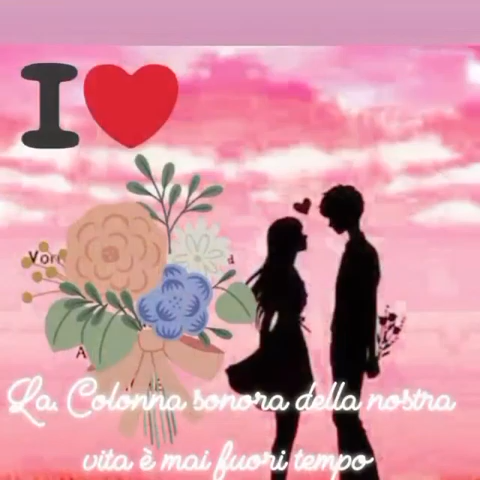 I ❤
La Colonna sonora della nostra
vita è mai fuori tempo